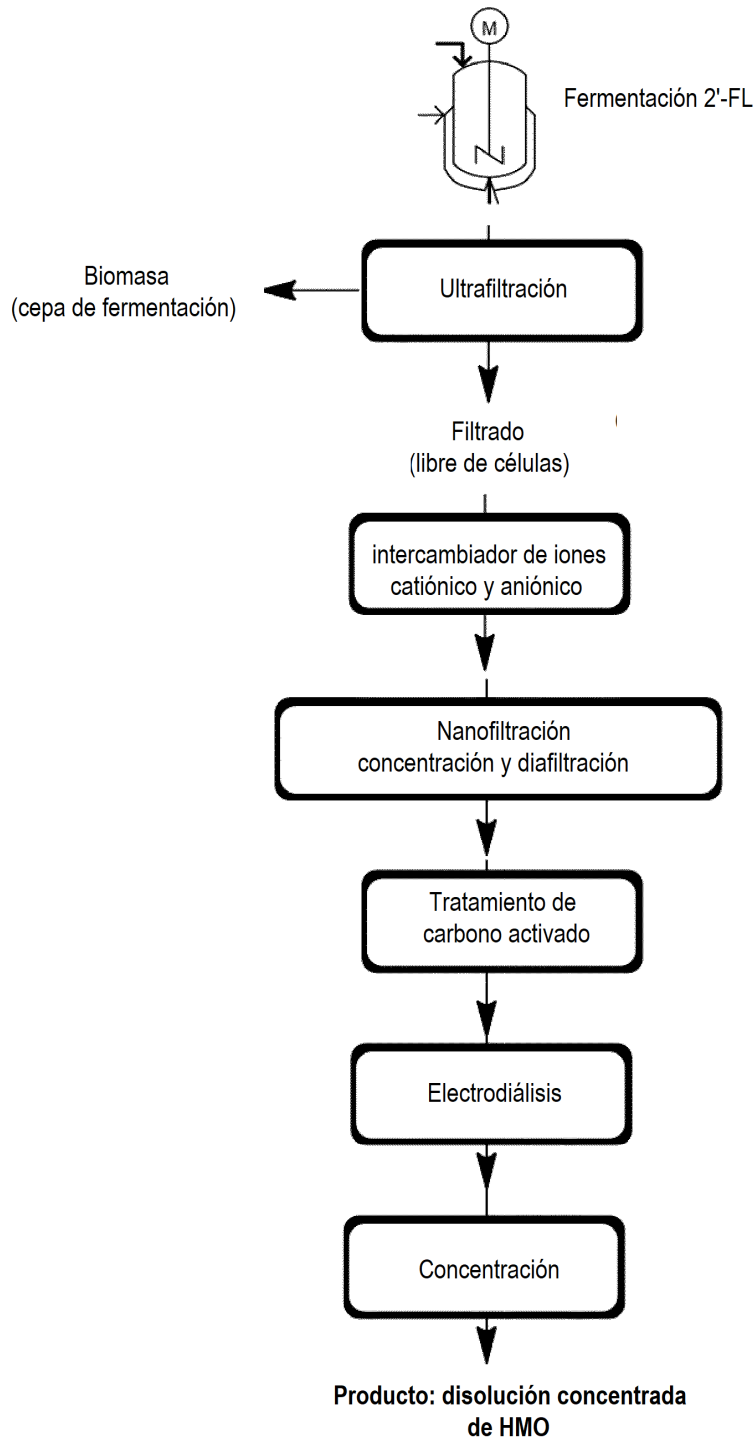 M
Fermentación 2'-FL
Ultrafiltración
Biomasa
(cepa de fermentación)
Filtrado
(libre de células)
intercambiador de iones
catiónico y aniónico
Nanofiltración
concentración y diafiltración
Tratamiento de
carbono activado
Electrodiálisis
Concentración
Producto: disolución concentrada
de HMO